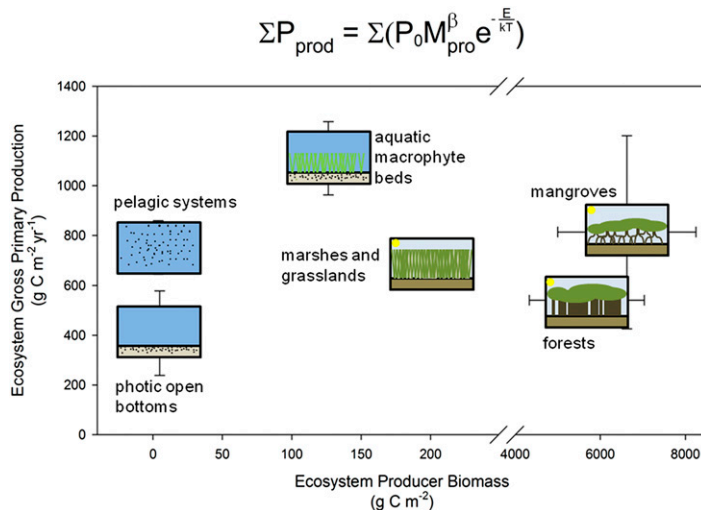 ΣP_prod = Σ(P₀M_pro^β e^(-E/kT))
Ecosystem Gross Primary Production
(g C m⁻² yr⁻¹)
1400
1200
1000
800
600
400
200
0
aquatic
macrophyte
beds
pelagic systems
mangroves
marshes and
grasslands
forests
photic open
bottoms
0 50 100 150 200 4000 6000 8000
Ecosystem Producer Biomass
(g C m⁻²)